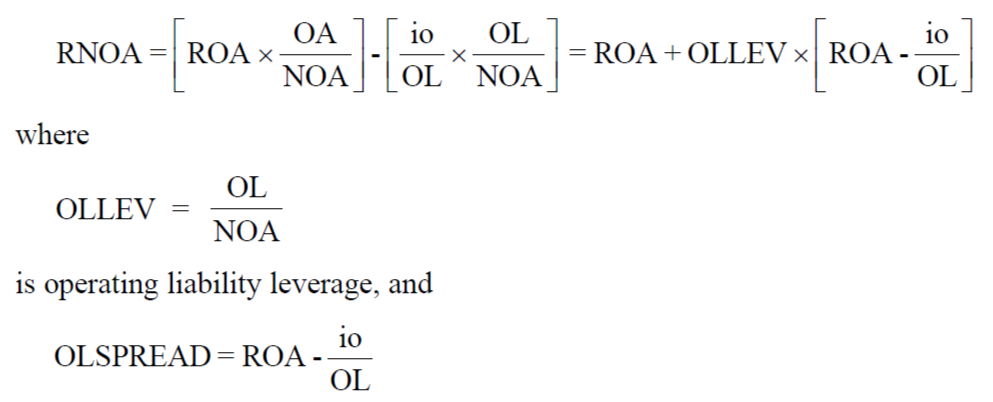 RNOA = [ ROA × OA/NOA ] - [ io/OL × OL/NOA ] = ROA + OLLEV × [ ROA - io/OL ]
where
OLLEV = OL/NOA
is operating liability leverage, and
OLSPREAD = ROA - io/OL